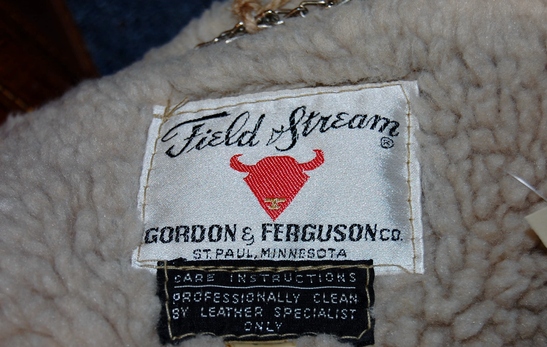 Field & Stream ®
GORDON & FERGUSON CO.
ST. PAUL, MINNESOTA
CARE INSTRUCTIONS
PROFESSIONALLY CLEAN
BY LEATHER SPECIALIST
ONLY